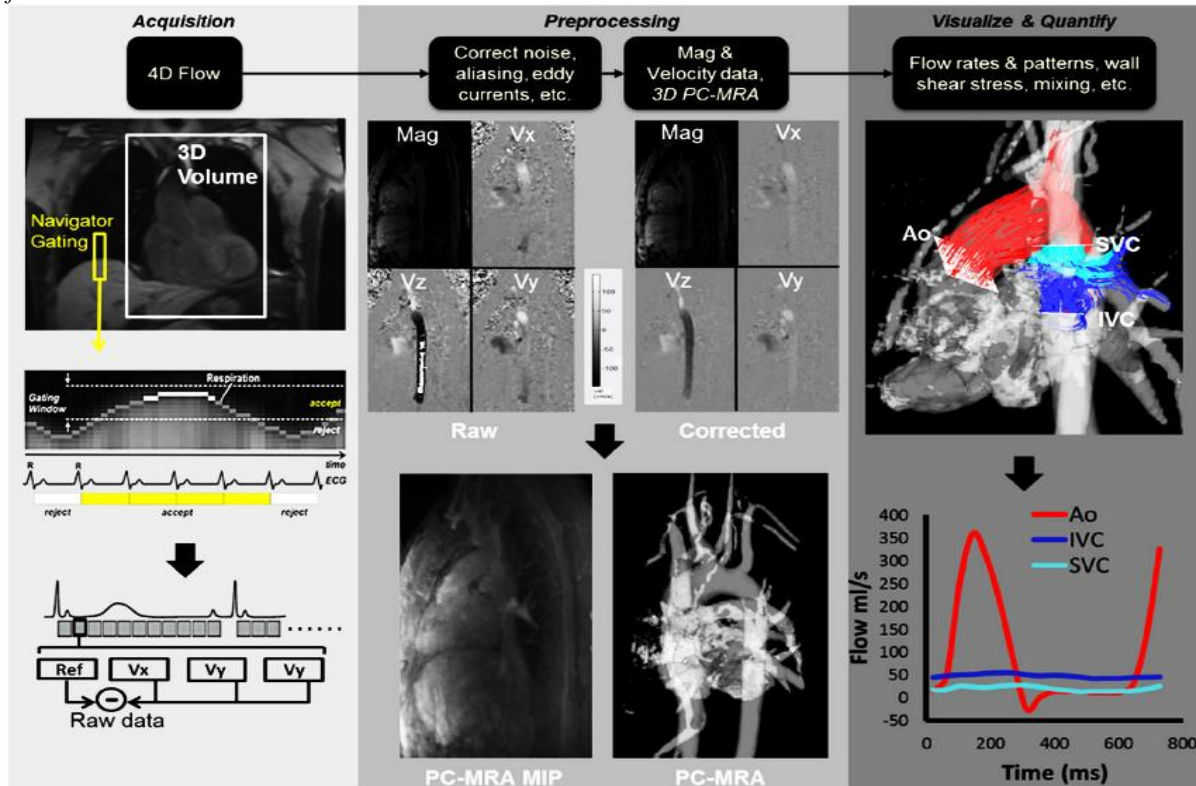 Acquisition
4D Flow
3D
Volume
Navigator
Gating
Respiration
Gating
Window
accept
reject
time
R
R
ECG
reject
accept
reject
Ref
Vx
Vy
Vy
Raw data
Preprocessing
Correct noise,
aliasing, eddy
currents, etc.
Mag &
Velocity data,
3D PC-MRA
Mag
Vx
Vz
Vy
Raw
100
50
0
-50
-100
Mag
Vx
Vz
Vy
Corrected
PC-MRA MIP
PC-MRA
Visualize & Quantify
Flow rates & patterns, wall
shear stress, mixing, etc.
Ao
SVC
IVC
Flow ml/s
400
350
300
250
200
150
100
50
0
-50
Ao
IVC
SVC
0
200
400
600
800
Time (ms)